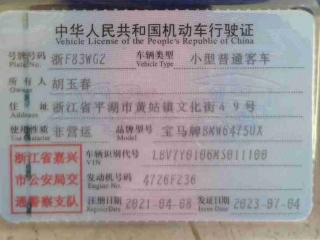 中华人民共和国机动车行驶证
Vehicle License of the People's Republic of China
号牌号码 Plate No. 浙F83WG2 车辆类型 Vehicle Type 小型普通客车
所有人 Owner 胡玉春
住址 Address 浙江省平湖市黄姑镇文化街49号
使用性质 非营运 品牌型号 Model 宝马牌BMW6475UX
浙江省嘉兴 车辆识别代号 VIN
市公安局交 发动机号码 Engine No. 4726F236
通警察支队 注册日期 Register Date 2021-04-08 发证日期 Issue Date 2023-07-04